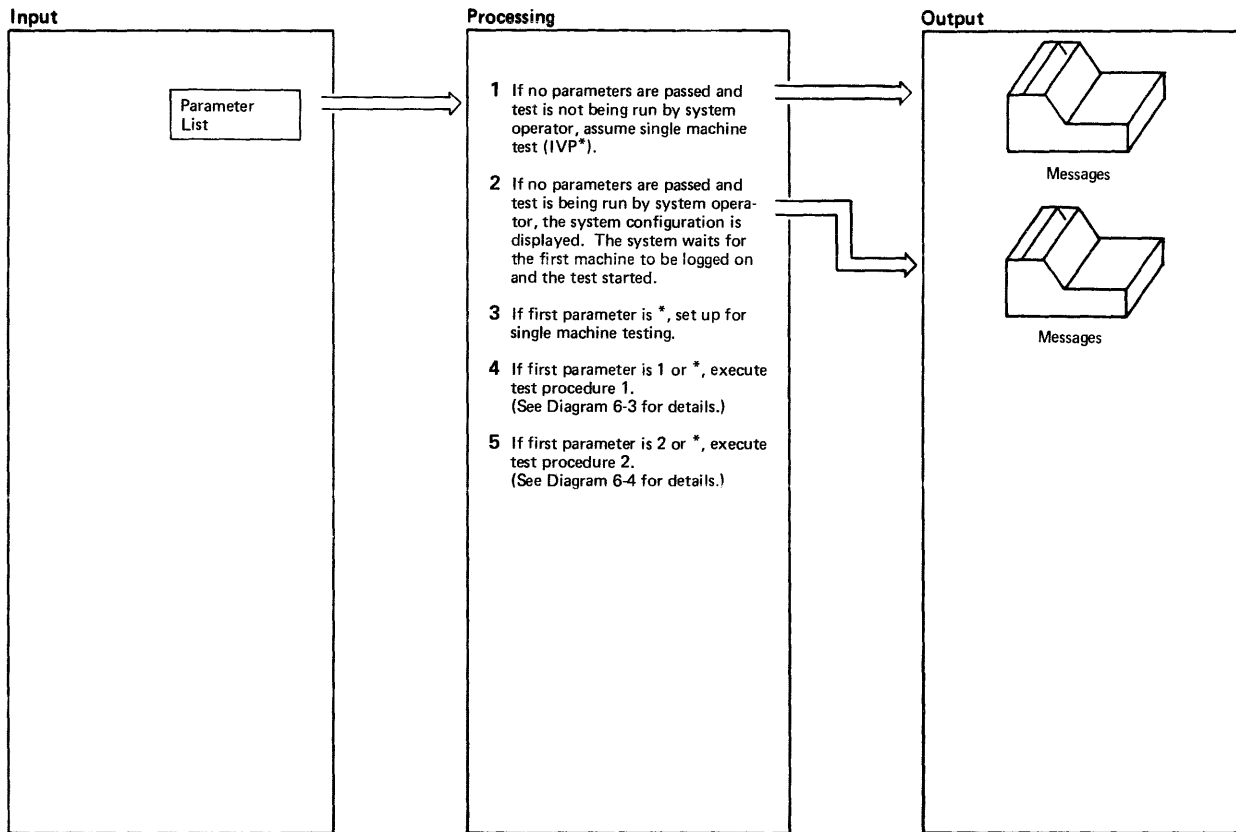 Input
Processing
Output
Parameter
List
1 If no parameters are passed and
test is not being run by system
operator, assume single machine
test (IVP*).
2 If no parameters are passed and
test is being run by system opera-
tor, the system configuration is
displayed. The system waits for
the first machine to be logged on
and the test started.
3 If first parameter is *, set up for
single machine testing.
4 If first parameter is 1 or *, execute
test procedure 1.
(See Diagram 6-3 for details.)
5 If first parameter is 2 or *, execute
test procedure 2.
(See Diagram 6-4 for details.)
Messages
Messages